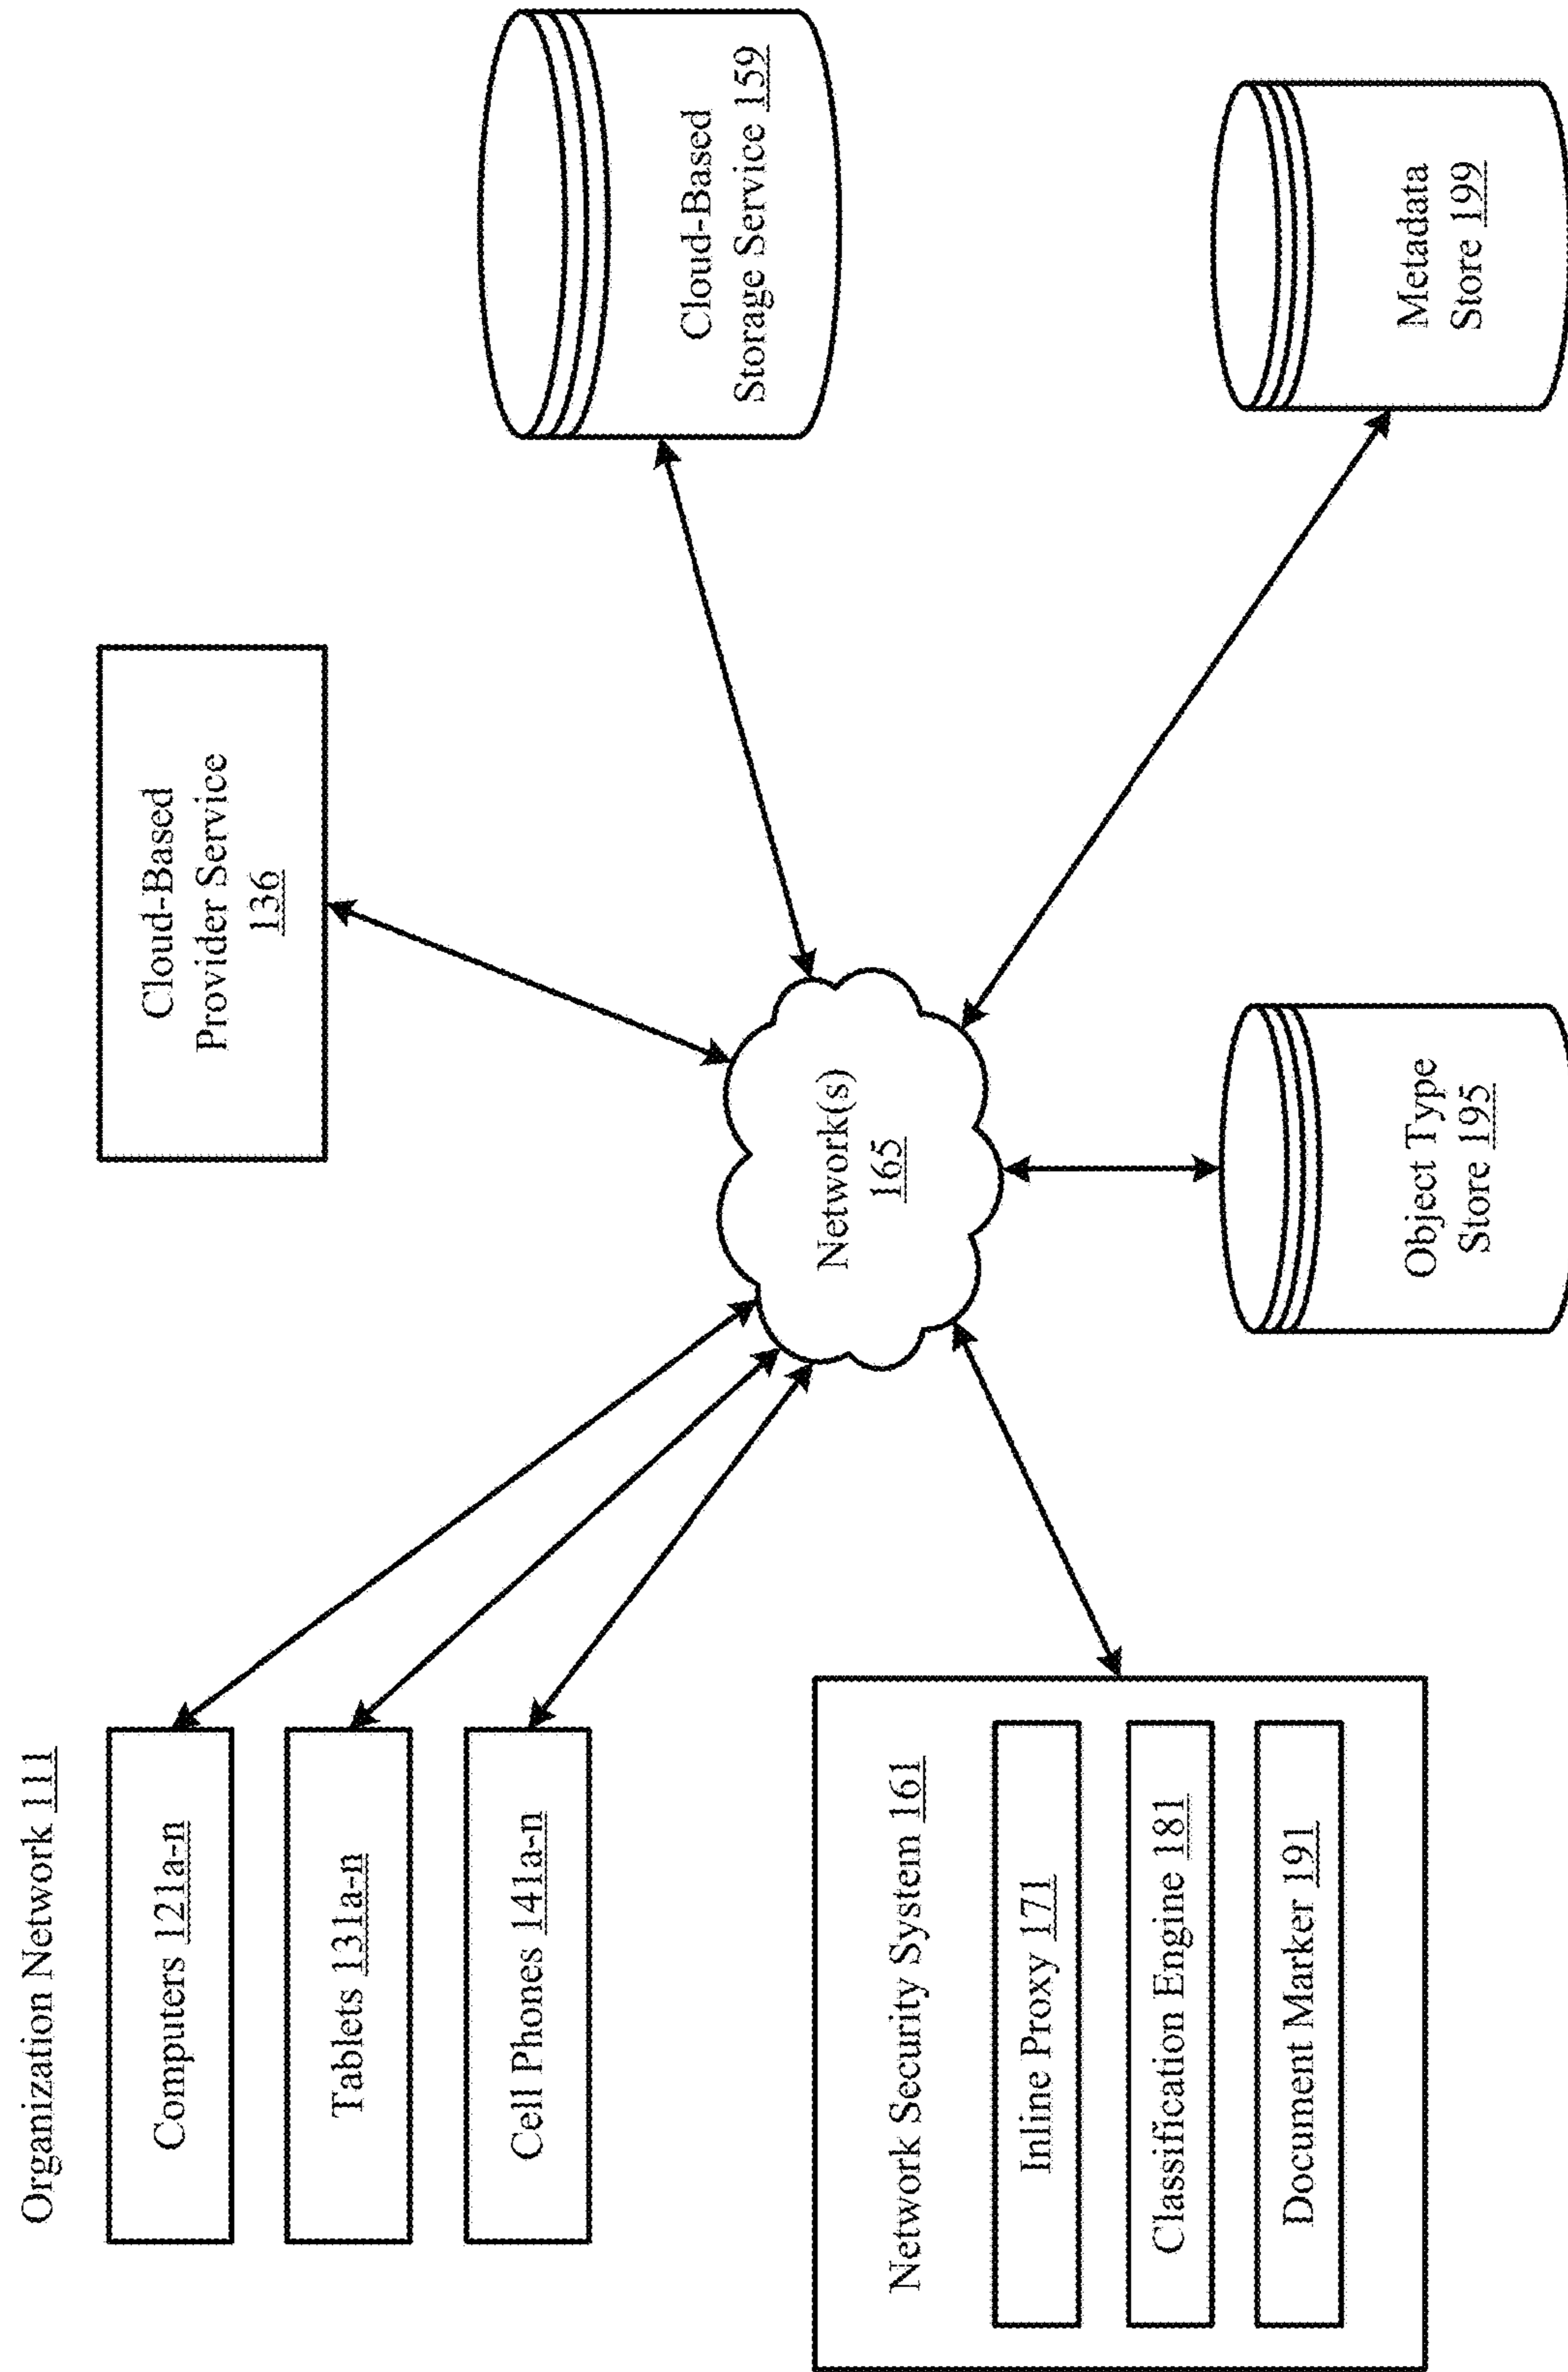 Organization Network 111
Computers 121a-n
Tablets 131a-n
Cell Phones 141a-n
Cloud-Based
Provider Service
136
Cloud-Based
Storage Service 159
Network(s)
165
Network Security System 161
Inline Proxy 171
Classification Engine 181
Document Marker 191
Object Type
Store 195
Metadata
Store 199